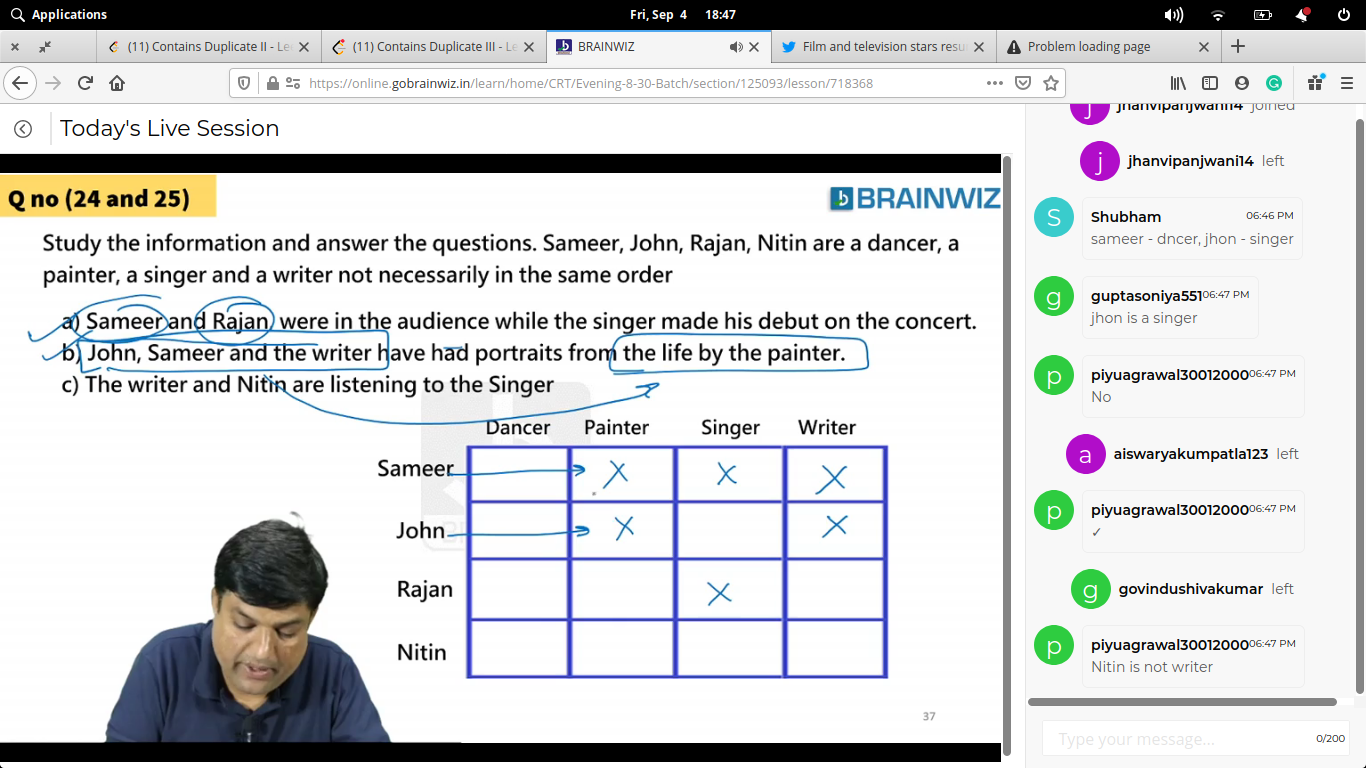 Applications
Fri, Sep 4 18:47
(11) Contains Duplicate II - Le
(11) Contains Duplicate III - Le
BRAINWIZ
Film and television stars resu
Problem loading page
https://online.gobrainwiz.in/learn/home/CRT/Evening-8-30-Batch/section/125093/lesson/718368
Today's Live Session
Q no (24 and 25)
BRAINWIZ
Study the information and answer the questions. Sameer, John, Rajan, Nitin are a dancer, a
painter, a singer and a writer not necessarily in the same order
a) Sameer and Rajan were in the audience while the singer made his debut on the concert.
b) John, Sameer and the writer have had portraits from the life by the painter.
c) The writer and Nitin are listening to the Singer
Dancer Painter Singer Writer
Sameer X X X
John X X
Rajan X
Nitin
37
j jhanvipanjwani14 joined
j jhanvipanjwani14 left
S Shubham 06:46 PM
sameer - dncer, jhon - singer
g guptasoniya551 06:47 PM
jhon is a singer
p piyuagrawal30012000 06:47 PM
No
a aiswaryakumpatla123 left
p piyuagrawal30012000 06:47 PM
✓
g govindushivakumar left
p piyuagrawal30012000 06:47 PM
Nitin is not writer
Type your message...
0/200